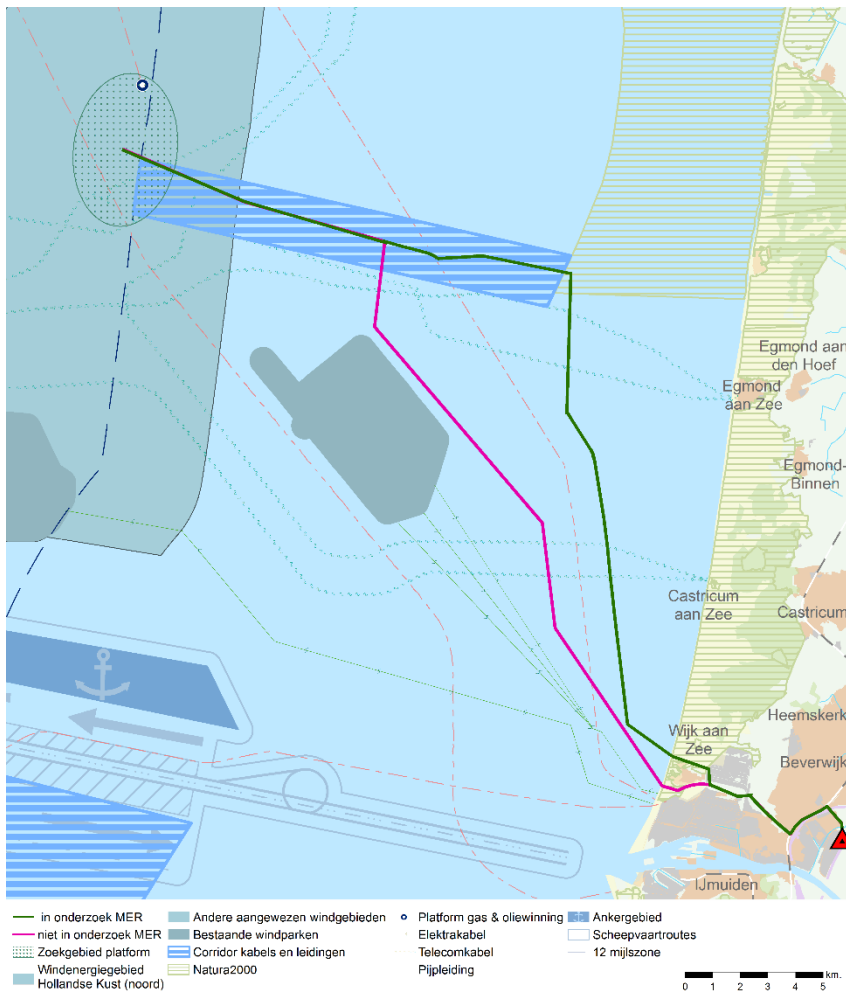 Egmond aan
den Hoef
Egmond
aan Zee
Egmond-
Binnen
Castricum
aan Zee
Castricum
Heemskerk
Wijk aan
Zee
Beverwijk
IJmuiden
in onderzoek MER
niet in onderzoek MER
Zoekgebied platform
Windenergiegebied
Hollandse Kust (noord)
Andere aangewezen windgebieden
Bestaande windparken
Corridor kabels en leidingen
Natura2000
Platform gas & oliewinning
Elektrakabel
Telecomkabel
Pijpleiding
Ankergebied
Scheepvaartroutes
12 mijlszone
km.
0 1 2 3 4 5